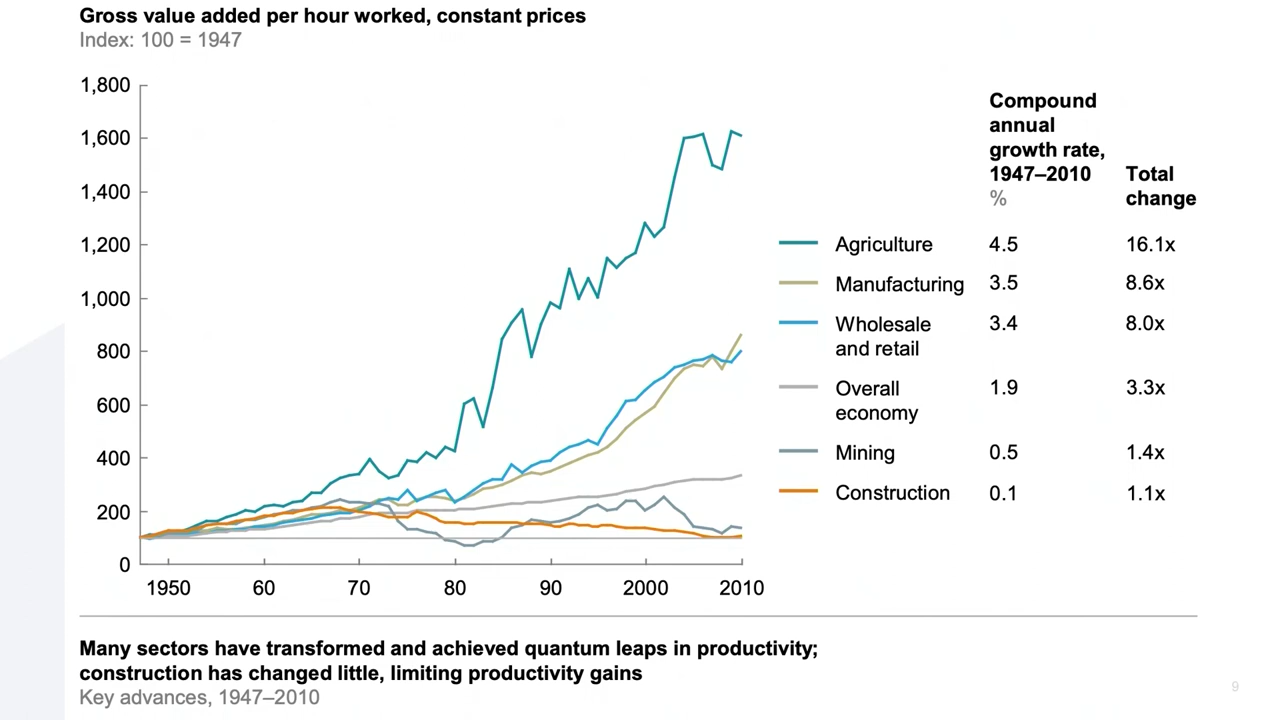 Gross value added per hour worked, constant prices
Index: 100 = 1947
1,800
1,600
1,400
1,200
1,000
800
600
400
200
0
1950 60 70 80 90 2000 2010
Compound
annual
growth rate,
1947–2010
%
Total
change
Agriculture 4.5 16.1x
Manufacturing 3.5 8.6x
Wholesale
and retail
3.4 8.0x
Overall
economy
1.9 3.3x
Mining 0.5 1.4x
Construction 0.1 1.1x
Many sectors have transformed and achieved quantum leaps in productivity;
construction has changed little, limiting productivity gains
Key advances, 1947–2010
9